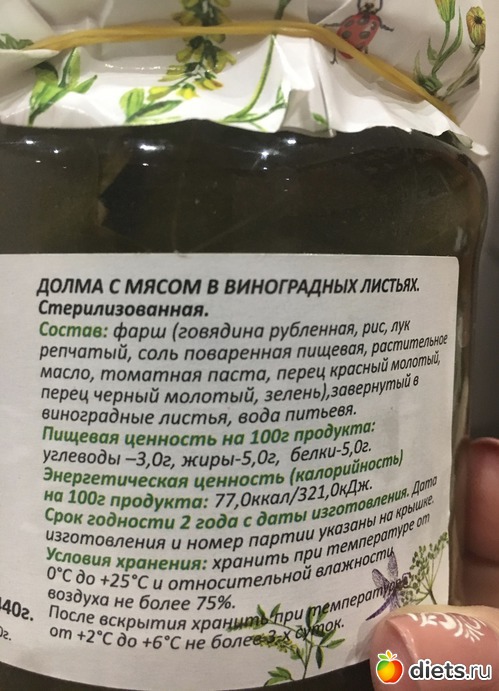 ДОЛМА С МЯСОМ В ВИНОГРАДНЫХ ЛИСТЬЯХ.
Стерилизованная.
Состав: фарш (говядина рубленная, рис, лук
репчатый, соль поваренная пищевая, растительное
масло, томатная паста, перец красный молотый,
перец черный молотый, зелень),завернутый в
виноградные листья, вода питьевя.
Пищевая ценность на 100г продукта:
углеводы –3,0г, жиры-5,0г, белки-5,0г.
Энергетическая ценность (калорийность)
на 100г продукта: 77,0ккал/321,0кДж.
Срок годности 2 года с даты изготовления. Дата
изготовления и номер партии указаны на крышке.
Условия хранения: хранить при температуре от
0°С до +25°С и относительной влажности
воздуха не более 75%.
После вскрытия хранить при температуре
от +2°С до +6°С не более 3-х суток.
440г.
diets.ru